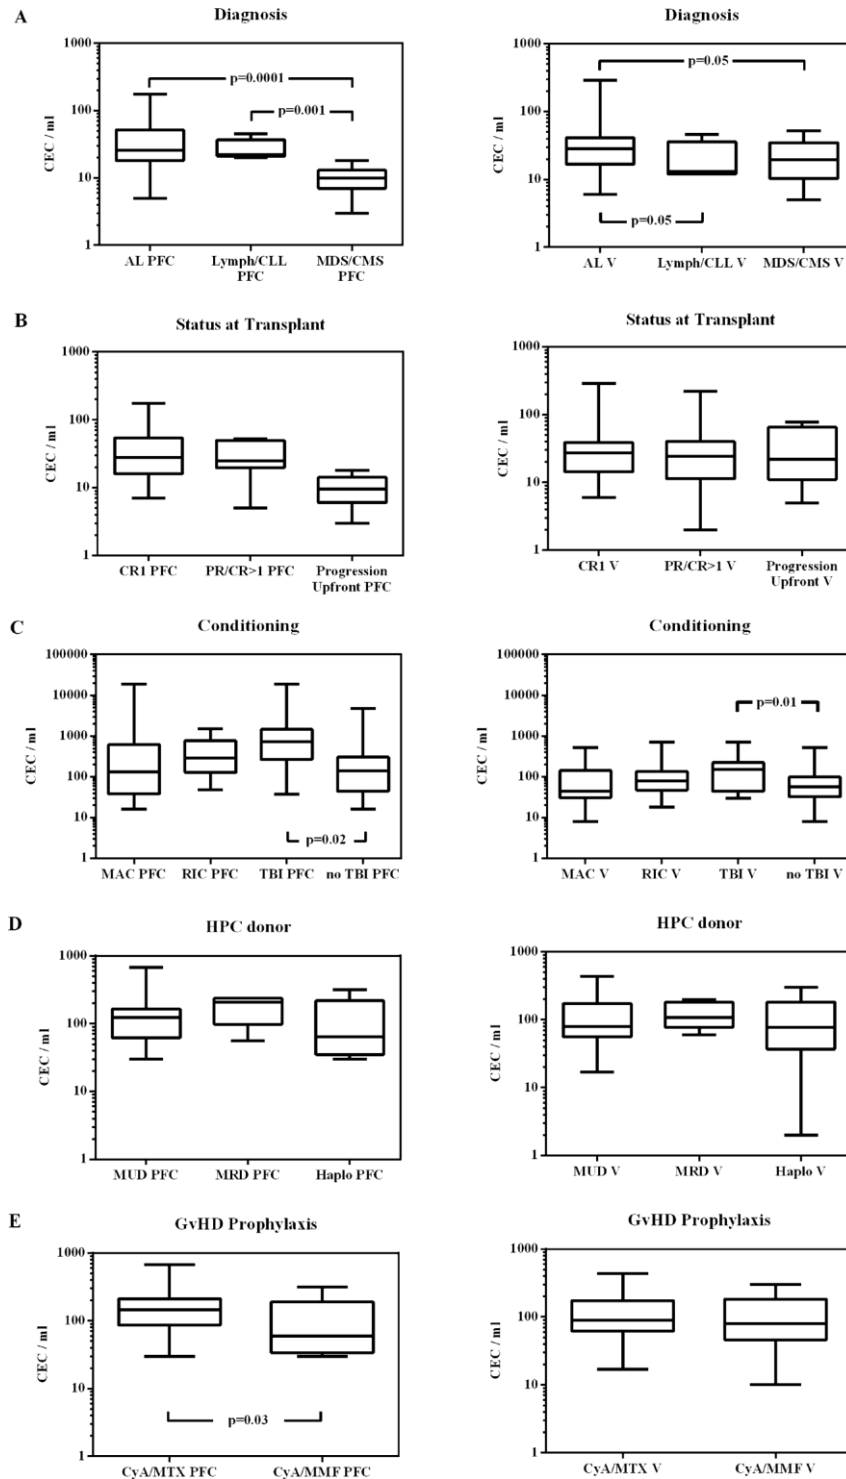 A
Diagnosis
1000
100
10
1
CEC / ml
p=0.0001
p=0.001
AL PFC
Lymph/CLL
PFC
MDS/CMS
PFC
Diagnosis
1000
100
10
1
CEC / ml
p=0.05
p=0.05
AL V
Lymph/CLL V
MDS/CMS V
B
Status at Transplant
1000
100
10
1
CEC / ml
CR1 PFC
PR/CR>1 PFC
Progression
Upfront PFC
Status at Transplant
1000
100
10
1
CEC / ml
CR1 V
PR/CR>1 V
Progression
Upfront V
C
Conditioning
100000
10000
1000
100
10
1
CEC / ml
p=0.02
MAC PFC
RIC PFC
TBI PFC
no TBI PFC
Conditioning
100000
10000
1000
100
10
1
CEC / ml
p=0.01
MAC V
RIC V
TBI V
no TBI V
D
HPC donor
1000
100
10
1
CEC / ml
MUD PFC
MRD PFC
Haplo PFC
HPC donor
1000
100
10
1
CEC / ml
MUD V
MRD V
Haplo V
E
GvHD Prophylaxis
1000
100
10
1
CEC / ml
p=0.03
CyA/MTX PFC
CyA/MMF PFC
GvHD Prophylaxis
1000
100
10
1
CEC / ml
CyA/MTX V
CyA/MMF V